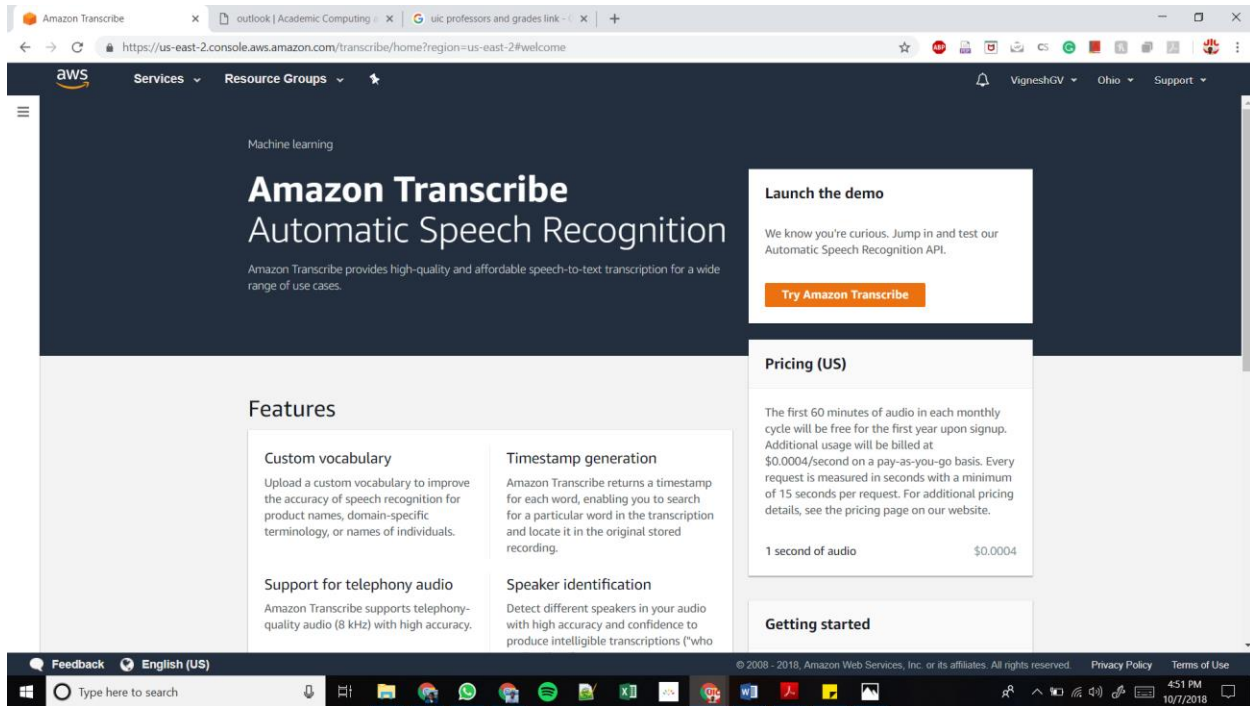 Amazon Transcribe
outlook | Academic Computing
uic professors and grades link -
https://us-east-2.console.aws.amazon.com/transcribe/home?region=us-east-2#welcome
aws Services Resource Groups VigneshGV Ohio Support
Machine learning
Amazon Transcribe
Automatic Speech Recognition
Amazon Transcribe provides high-quality and affordable speech-to-text transcription for a wide
range of use cases.
Launch the demo
We know you're curious. Jump in and test our
Automatic Speech Recognition API.
Try Amazon Transcribe
Pricing (US)
The first 60 minutes of audio in each monthly
cycle will be free for the first year upon signup.
Additional usage will be billed at
$0.0004/second on a pay-as-you-go basis. Every
request is measured in seconds with a minimum
of 15 seconds per request. For additional pricing
details, see the pricing page on our website.
1 second of audio $0.0004
Getting started
Features
Custom vocabulary
Upload a custom vocabulary to improve
the accuracy of speech recognition for
product names, domain-specific
terminology, or names of individuals.
Timestamp generation
Amazon Transcribe returns a timestamp
for each word, enabling you to search
for a particular word in the transcription
and locate it in the original stored
recording.
Support for telephony audio
Amazon Transcribe supports telephony-
quality audio (8 kHz) with high accuracy.
Speaker identification
Detect different speakers in your audio
with high accuracy and confidence to
produce intelligible transcriptions ("who
Feedback English (US) © 2008 - 2018, Amazon Web Services, Inc. or its affiliates. All rights reserved. Privacy Policy Terms of Use
Type here to search
4:51 PM
10/7/2018